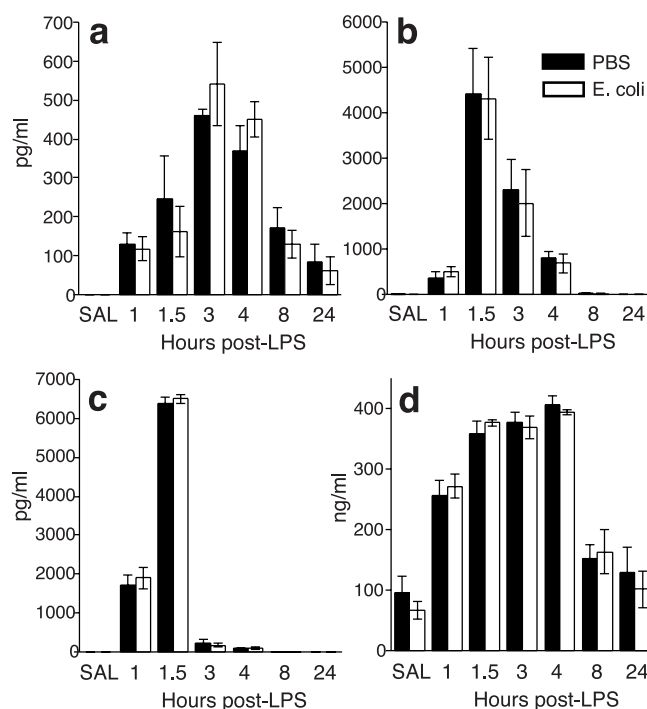 a
700
600
500
400
300
200
100
0
pg/ml
SAL 1 1.5 3 4 8 24
Hours post-LPS
b
6000
5000
4000
3000
2000
1000
0
PBS
E. coli
SAL 1 1.5 3 4 8 24
Hours post-LPS
c
7000
6000
5000
4000
3000
2000
1000
0
pg/ml
SAL 1 1.5 3 4 8 24
Hours post-LPS
d
400
300
200
100
0
ng/ml
SAL 1 1.5 3 4 8 24
Hours post-LPS